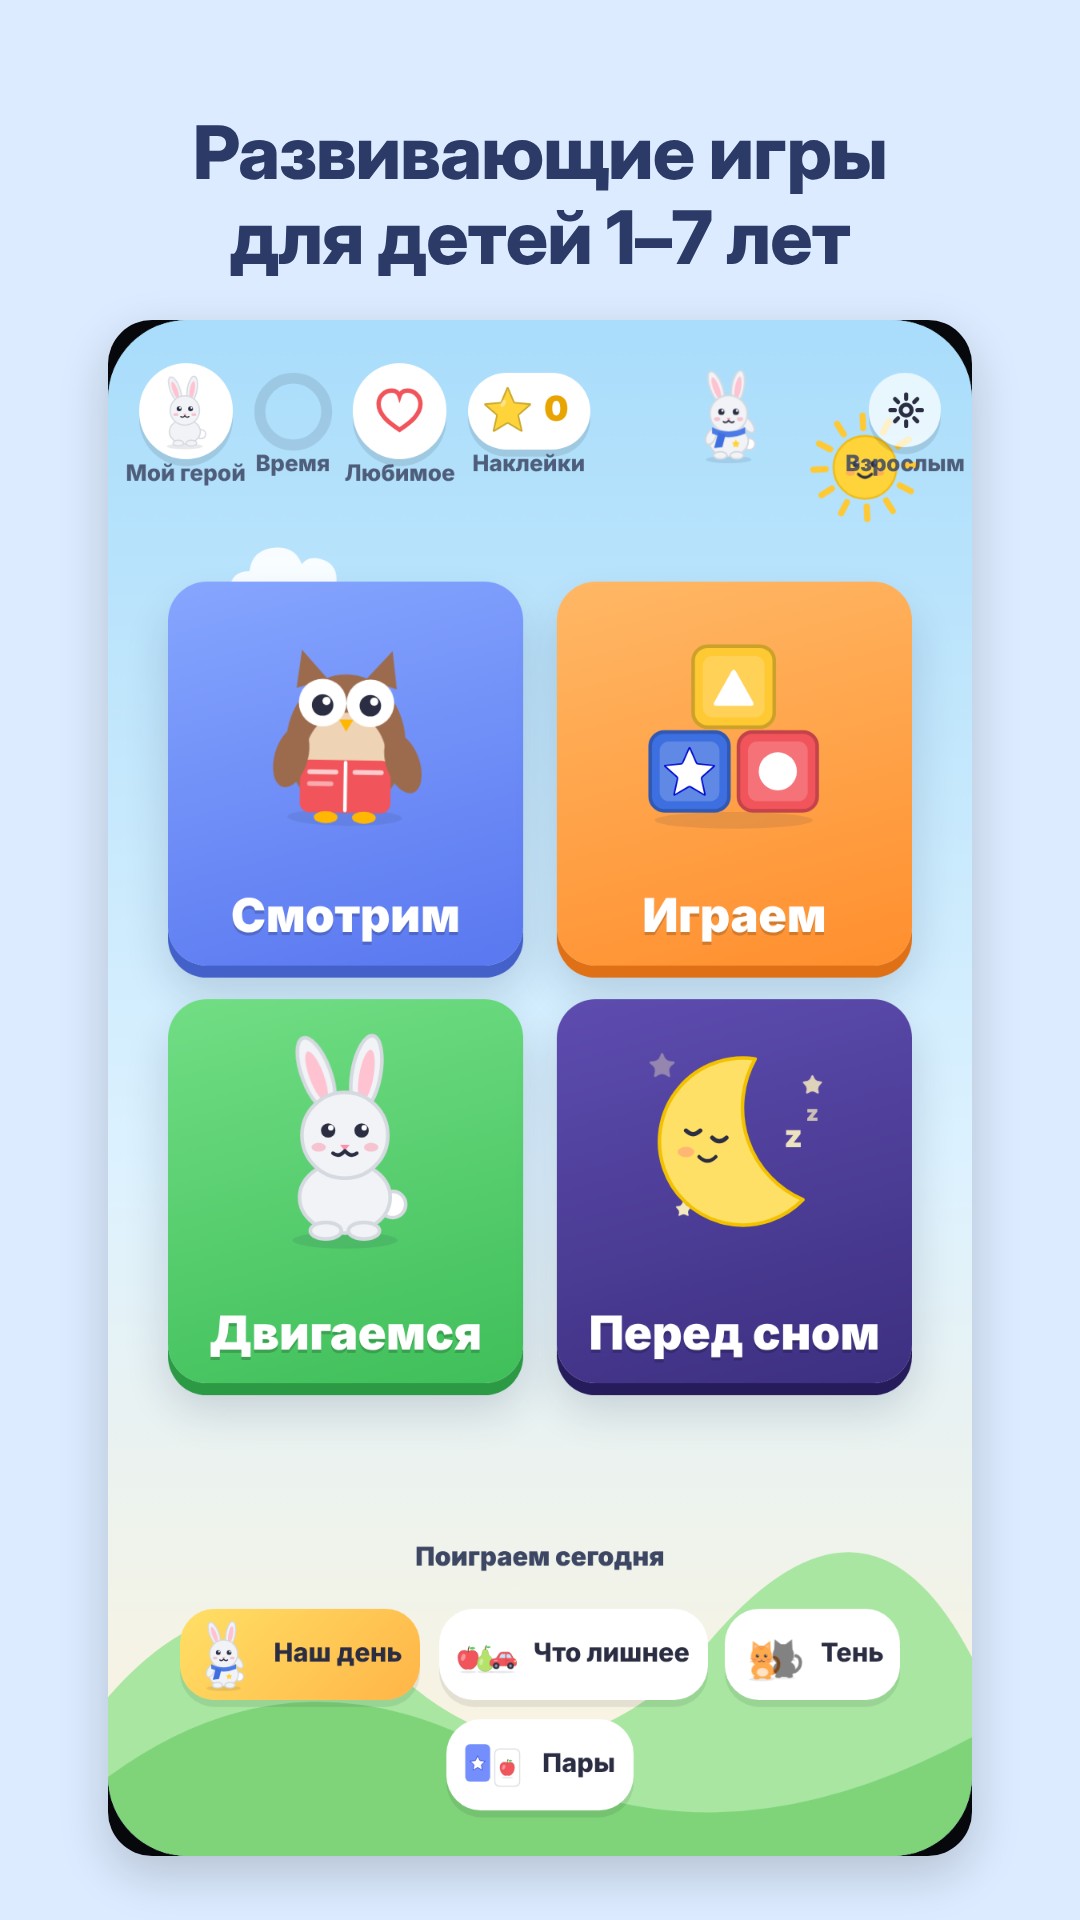 Развивающие игры
для детей 1–7 лет
0
Мой герой
Время
Любимое
Наклейки
Взрослым
Смотрим
Играем
z
z
Двигаемся
Перед сном
Поиграем сегодня
Наш день
Что лишнее
Тень
Пары